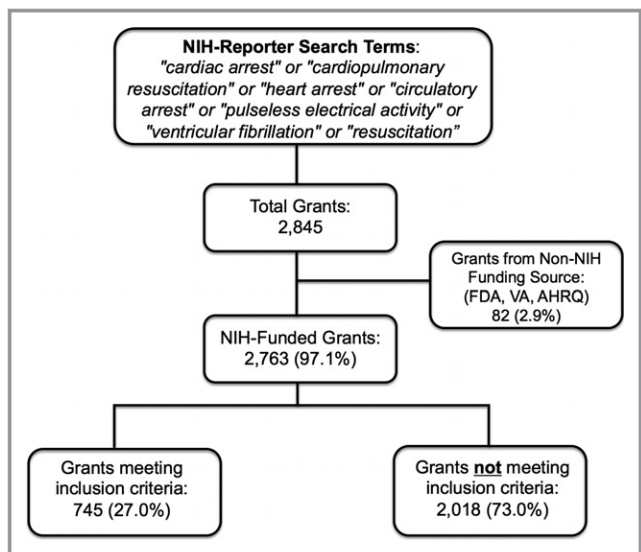 NIH-Reporter Search Terms:
"cardiac arrest" or "cardiopulmonary
resuscitation" or "heart arrest" or "circulatory
arrest" or "pulseless electrical activity" or
"ventricular fibrillation" or "resuscitation”
Total Grants:
2,845
Grants from Non-NIH
Funding Source:
(FDA, VA, AHRQ)
82 (2.9%)
NIH-Funded Grants:
2,763 (97.1%)
Grants meeting
inclusion criteria:
745 (27.0%)
Grants not meeting
inclusion criteria:
2,018 (73.0%)